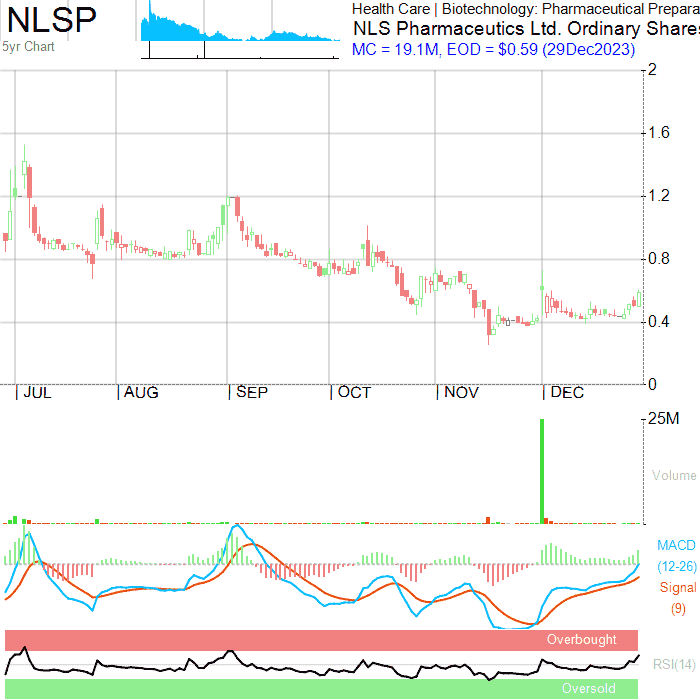 NLSP
5yr Chart
Health Care | Biotechnology: Pharmaceutical Prepara
NLS Pharmaceutics Ltd. Ordinary Shares
MC = 19.1M, EOD = $0.59 (29Dec2023)
2
1.6
1.2
0.8
0.4
0
JUL AUG SEP OCT NOV DEC
25M
Volume
MACD
(12-26)
Signal
(9)
Overbought
RSI(14)
Oversold